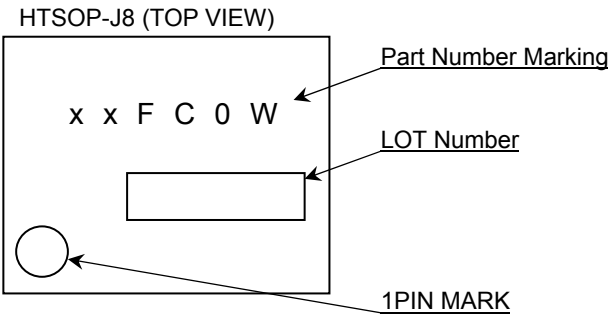 HTSOP-J8 (TOP VIEW)
Part Number Marking
x x F C 0 W
LOT Number
1PIN MARK